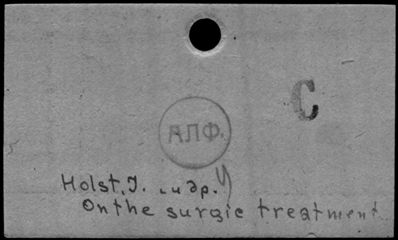 C
АЛФ.
Holst, J. и др.
On the surgic treatment